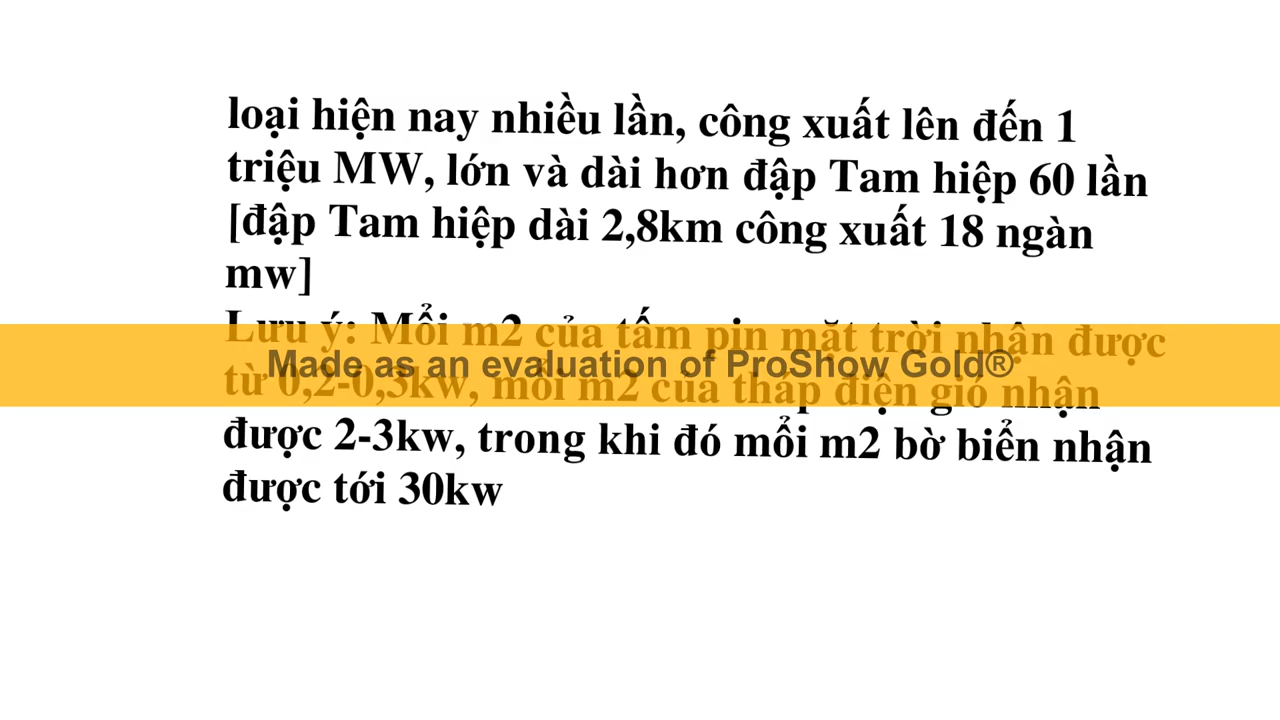 loại hiện nay nhiều lần, công xuất lên đến 1
triệu MW, lớn và dài hơn đập Tam hiệp 60 lần
[đập Tam hiệp dài 2,8km công xuất 18 ngàn
mw]
Lưu ý: Mổi m2 của tấm pin mặt trời nhận được
Made as an evaluation of ProShow Gold®
từ 0,2-0,3kw, mổi m2 của tháp điện gió nhận
được 2-3kw, trong khi đó mổi m2 bờ biển nhận
được tới 30kw